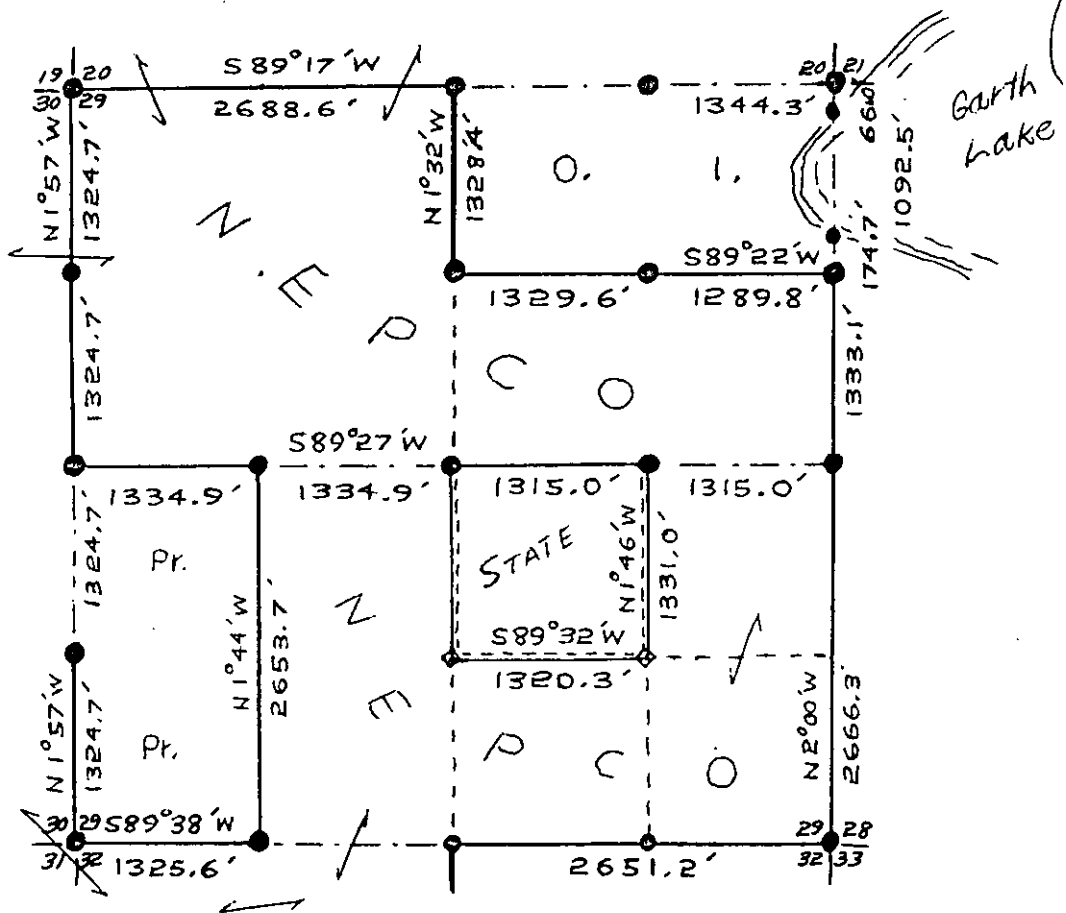 19 20
30 29
S89°17'W
2688.6'
20 21
1344.3'
66.0
Garth
Lake
N1°57'W
1324.7'
N1°32'W
1328.4'
O. I.
1092.5'
174.7'
S89°22'W
1329.6'
1289.8'
N.EPCO
1324.7'
1333.1'
S89°27'W
1334.9'
1334.9'
1315.0'
1315.0'
1324.7'
Pr.
STATE
N1°46'W
1331.0'
N1°44'W
2653.7'
S89°32'W
1320.3'
NEPCO
N1°57'W
1324.7'
Pr.
N2°00'W
2666.3'
30 29
31 32
S89°38'W
1325.6'
2651.2'
29 28
32 33